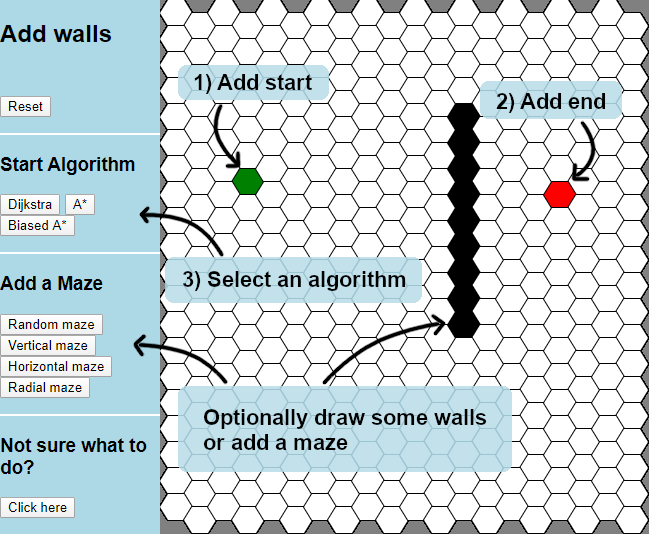 Add walls
Reset
Start Algorithm
Dijkstra
A*
Biased A*
Add a Maze
Random maze
Vertical maze
Horizontal maze
Radial maze
Not sure what to
do?
Click here
1) Add start
2) Add end
3) Select an algorithm
Optionally draw some walls
or add a maze